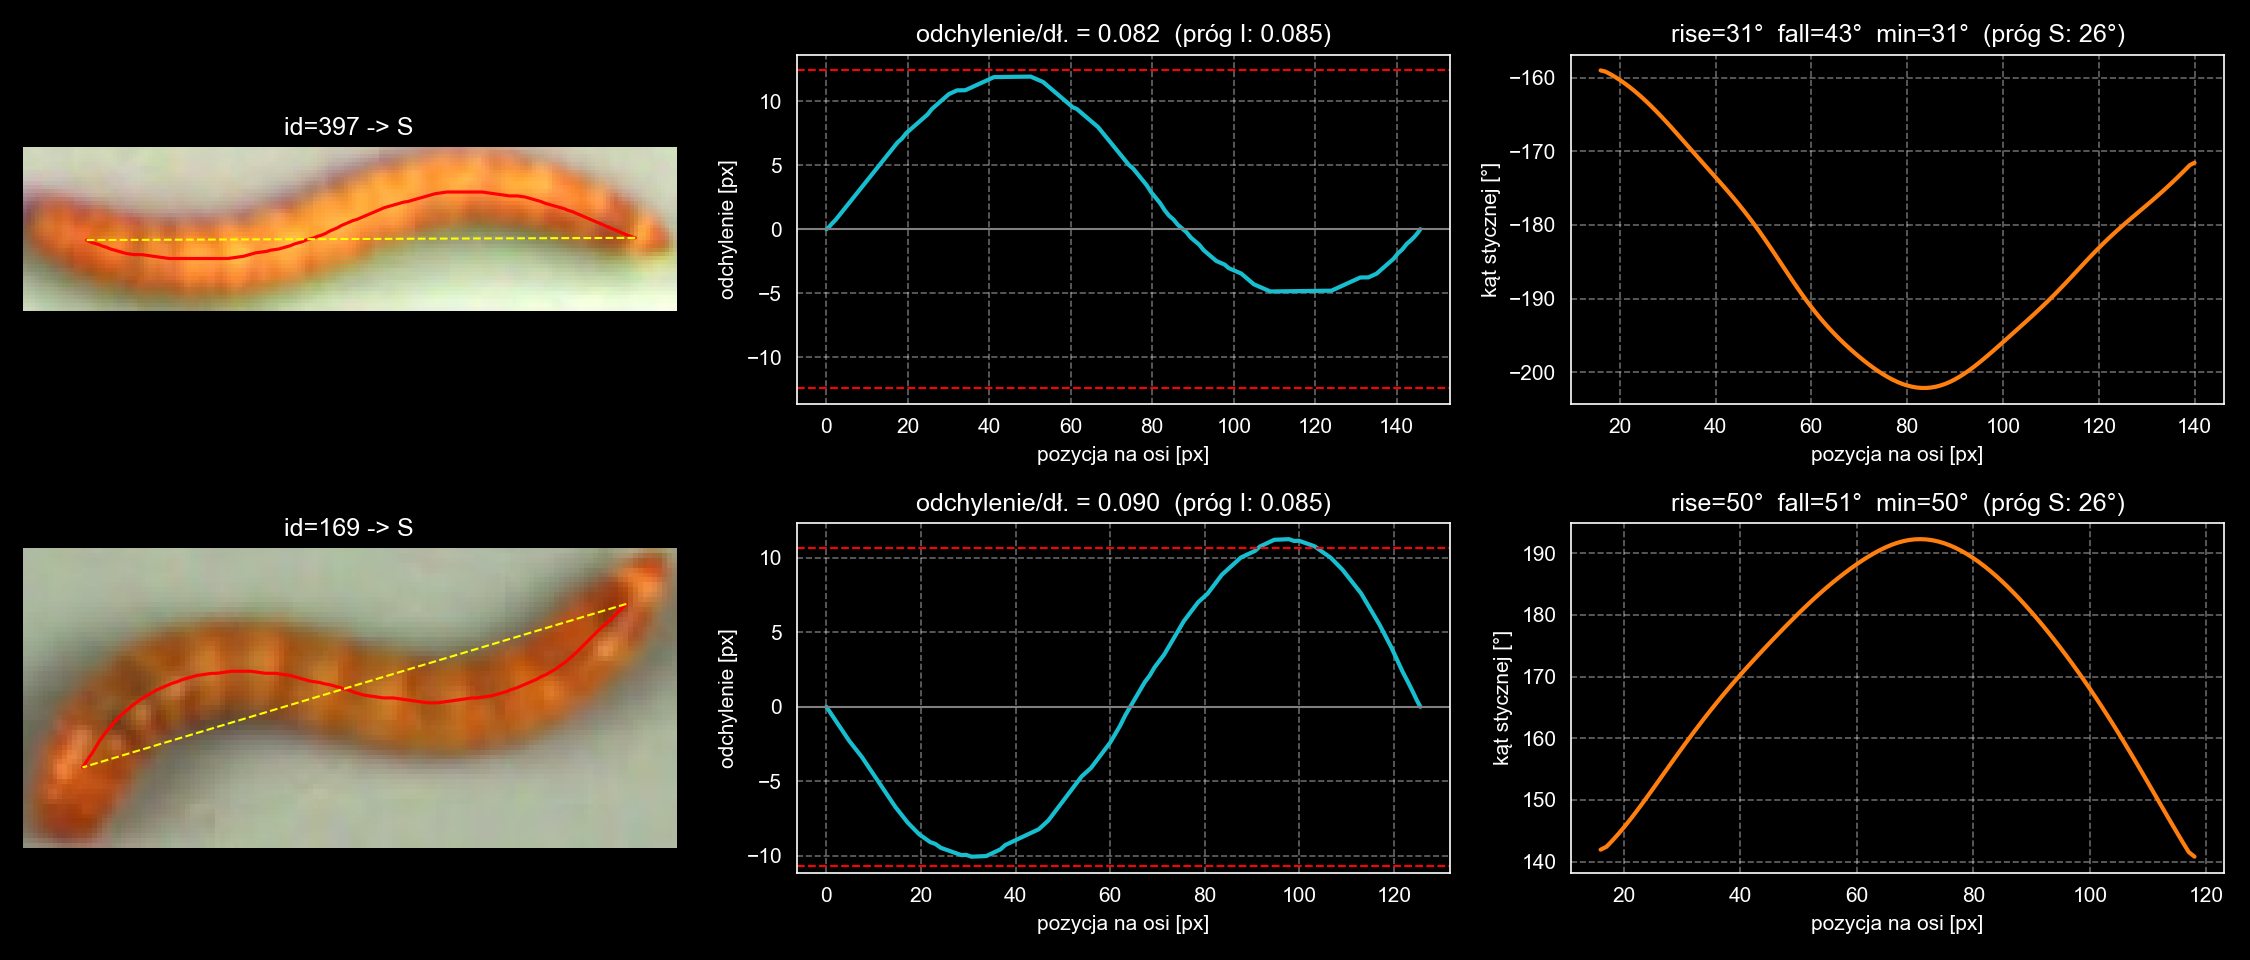 id=397 -> S
odchylenie/dł. = 0.082  (próg I: 0.085)
odchylenie [px]
10
5
0
−5
−10
0 20 40 60 80 100 120 140
pozycja na osi [px]
rise=31°  fall=43°  min=31°  (próg S: 26°)
kąt stycznej [°]
−160
−170
−180
−190
−200
20 40 60 80 100 120 140
pozycja na osi [px]
id=169 -> S
odchylenie/dł. = 0.090  (próg I: 0.085)
odchylenie [px]
10
5
0
−5
−10
0 20 40 60 80 100 120
pozycja na osi [px]
rise=50°  fall=51°  min=50°  (próg S: 26°)
kąt stycznej [°]
190
180
170
160
150
140
20 40 60 80 100 120
pozycja na osi [px]